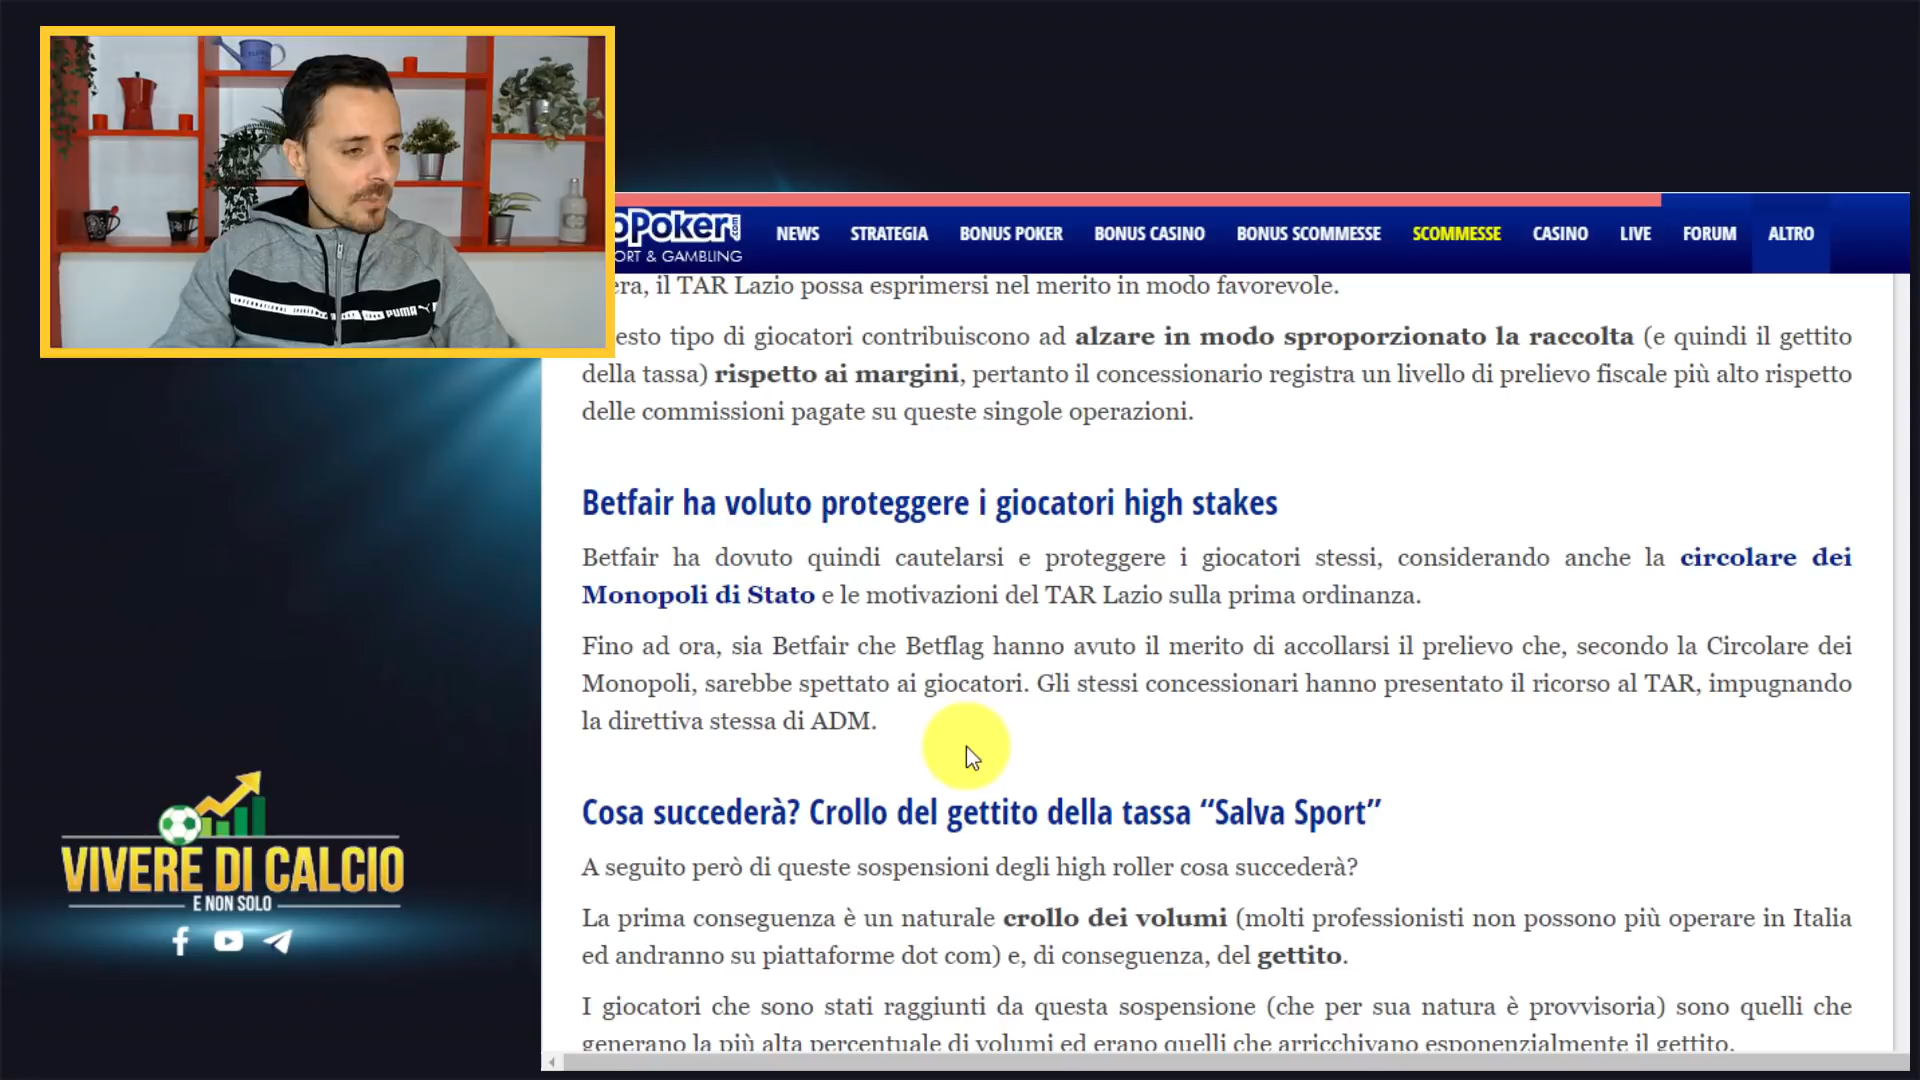 INTERNATIONAL
PUMA
oPoker.com
ORT & GAMBLING
NEWS STRATEGIA BONUS POKER BONUS CASINO BONUS SCOMMESSE SCOMMESSE CASINO LIVE FORUM ALTRO
era, il TAR Lazio possa esprimersi nel merito in modo favorevole.
esto tipo di giocatori contribuiscono ad alzare in modo sproporzionato la raccolta (e quindi il gettito
della tassa) rispetto ai margini, pertanto il concessionario registra un livello di prelievo fiscale più alto rispetto
delle commissioni pagate su queste singole operazioni.
Betfair ha voluto proteggere i giocatori high stakes
Betfair ha dovuto quindi cautelarsi e proteggere i giocatori stessi, considerando anche la circolare dei
Monopoli di Stato e le motivazioni del TAR Lazio sulla prima ordinanza.
Fino ad ora, sia Betfair che Betflag hanno avuto il merito di accollarsi il prelievo che, secondo la Circolare dei
Monopoli, sarebbe spettato ai giocatori. Gli stessi concessionari hanno presentato il ricorso al TAR, impugnando
la direttiva stessa di ADM.
Cosa succederà? Crollo del gettito della tassa “Salva Sport”
A seguito però di queste sospensioni degli high roller cosa succederà?
La prima conseguenza è un naturale crollo dei volumi (molti professionisti non possono più operare in Italia
ed andranno su piattaforme dot com) e, di conseguenza, del gettito.
I giocatori che sono stati raggiunti da questa sospensione (che per sua natura è provvisoria) sono quelli che
generano la più alta percentuale di volumi ed erano quelli che arricchivano esponenzialmente il gettito.
VIVERE DI CALCIO
E NON SOLO